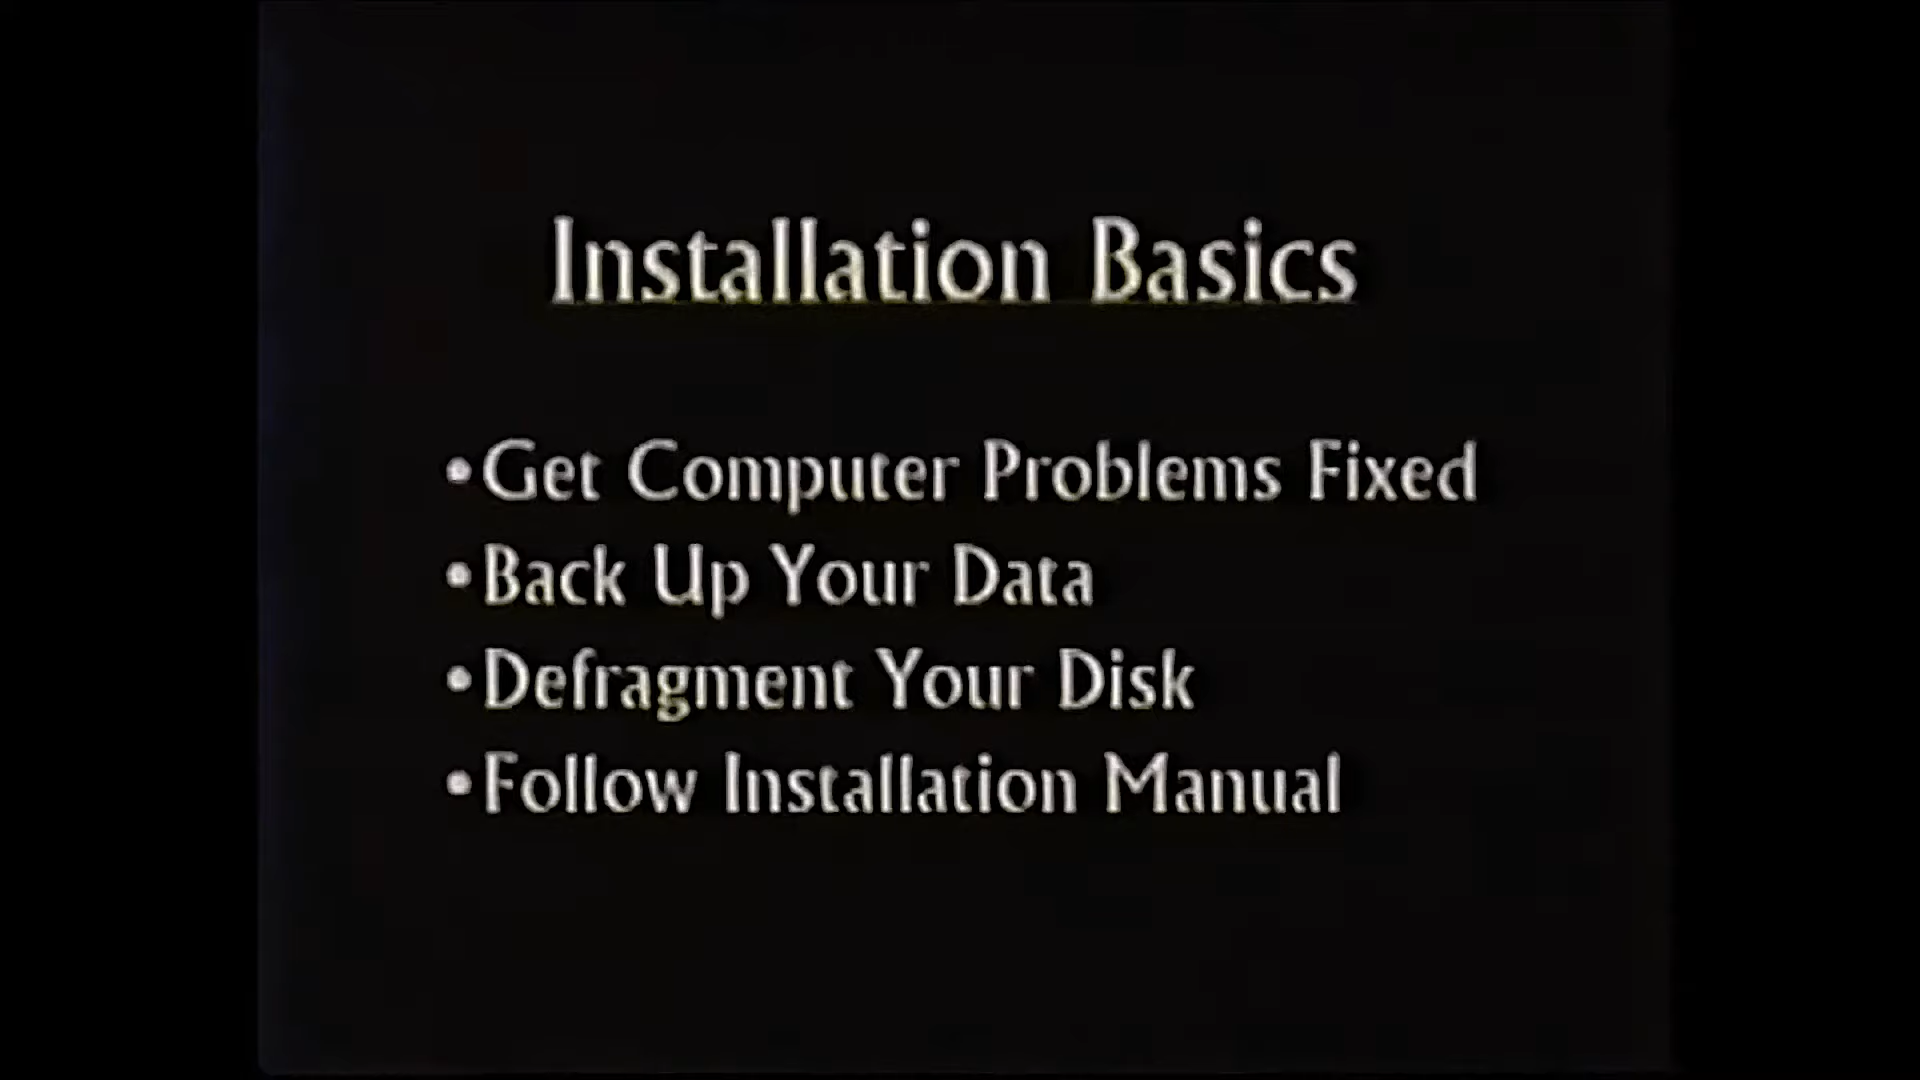 Installation Basics
•Get Computer Problems Fixed
•Back Up Your Data
•Defragment Your Disk
•Follow Installation Manual